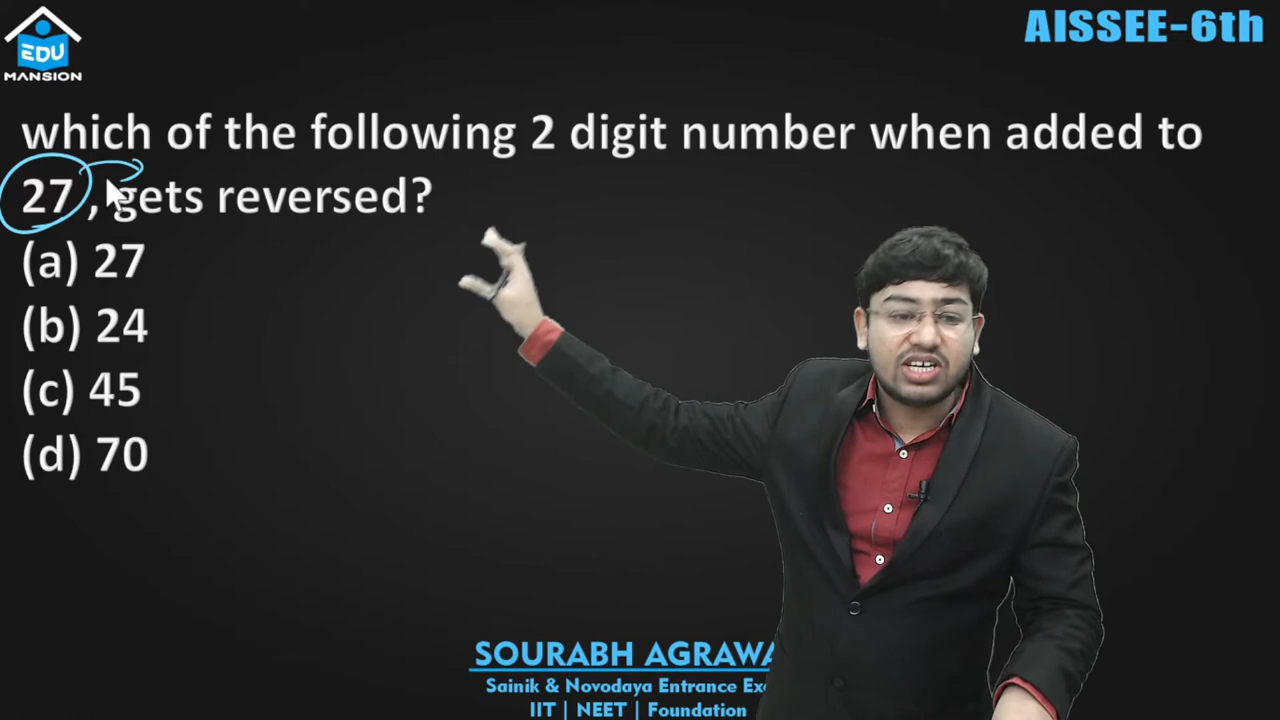 EDU
MANSION
AISSEE-6th
which of the following 2 digit number when added to
27 , gets reversed?
(a) 27
(b) 24
(c) 45
(d) 70
SOURABH AGRAWA
Sainik & Novodaya Entrance Ex
IIT | NEET | Foundation